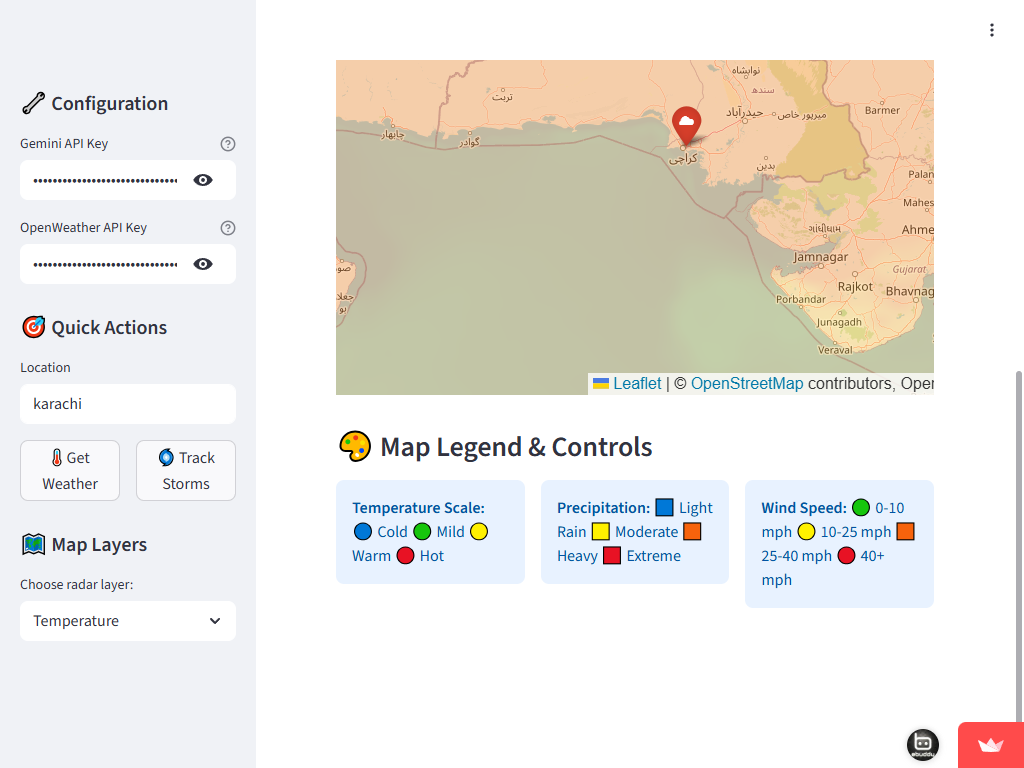 Configuration
Gemini API Key
••••••••••••••••••••••••••••••
OpenWeather API Key
••••••••••••••••••••••••••••••
Quick Actions
Location
karachi
Get
Weather
Track
Storms
Map Layers
Choose radar layer:
Temperature
نوابشاہ
سندھ
تربت
حیدرآباد
میرپور خاص
Barmer
چابهار
گوادر
کراچی
بدین
Palan
Mahes
ગાંધીધામ
Ahme
Jamnagar
صور
Gujarat
Rajkot
Bhavnag
Porbandar
Junagadh
Veraval
Leaflet | © OpenStreetMap contributors, Oper
Map Legend & Controls
Temperature Scale:
Cold Mild
Warm Hot
Precipitation: Light
Rain Moderate
Heavy Extreme
Wind Speed: 0-10
mph 10-25 mph
25-40 mph 40+
mph